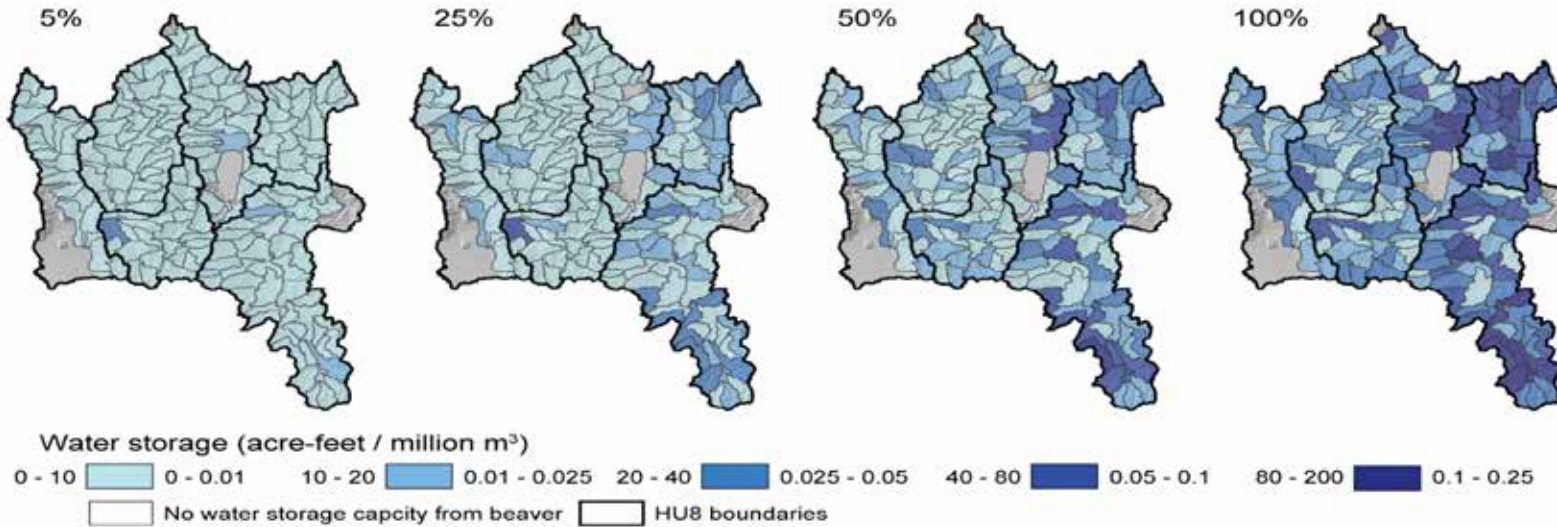 5% 25% 50% 100%
Water storage (acre-feet / million m³)
0 - 10 0 - 0.01 10 - 20 0.01 - 0.025 20 - 40 0.025 - 0.05 40 - 80 0.05 - 0.1 80 - 200 0.1 - 0.25
No water storage capcity from beaver HU8 boundaries